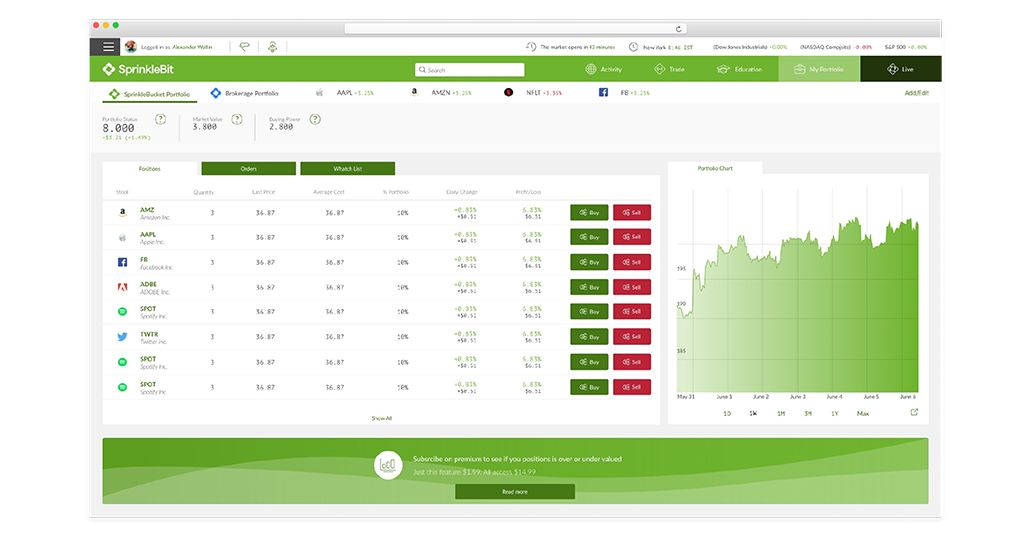 Logged in as: Alexander Wallin
The market opens in 43 minutes
New York 8:46 EST
(Dow Jones Industrials) +0.00%
(NASDAQ Composite) -0.00%
S&P 500 +0.00%
SprinkleBit
Search
Activity
Trade
Education
My Portfolio
Live
SprinkleBucket Portfolio
Brokerage Portfolio
AAPL +3.25%
AMZN +3.25%
NFLT -3.35%
FB +3.25%
Add/Edit
Portfolio Status ?
8.000
+$3.21 (+1.49%)
Market Value ?
3.800
Buying Power ?
2.800
Positions
Orders
Whatch List
Stock Quantity Last Price Average Cost % Portfolio Daily Change Profit/Loss
a AMZ 3 36.87 36.87 10% +0.83% 6.83% Buy Sell
Amazon Inc. +$0.51 $6.51
AAPL 3 36.87 36.87 10% +0.83% 6.83% Buy Sell
Apple Inc. +$0.51 $6.51
FB 3 36.87 36.87 10% +0.83% 6.83% Buy Sell
Facebook Inc. +$0.51 $6.51
ADBE 3 36.87 36.87 10% +0.83% 6.83% Buy Sell
ADOBE Inc. +$0.51 $6.51
SPOT 3 36.87 36.87 10% +0.83% 6.83% Buy Sell
Spotify Inc. +$0.51 $6.51
TWTR 3 36.87 36.87 10% +0.83% 6.83% Buy Sell
Twitter Inc. +$0.51 $6.51
SPOT 3 36.87 36.87 10% +0.83% 6.83% Buy Sell
Spotify Inc. +$0.51 $6.51
SPOT 3 36.87 36.87 10% +0.83% 6.83% Buy Sell
Spotify Inc. +$0.51 $6.51
Show All
Portfolio Chart
$95
$90
$85
May 31 June 1 June 2 June 3 June 4 June 5 June 6
1D 1W 1M 3M 1Y Max
Subscribe on premium to see if you positions is over or under valued
Just this feature $1.99. All access $14.99
Read more